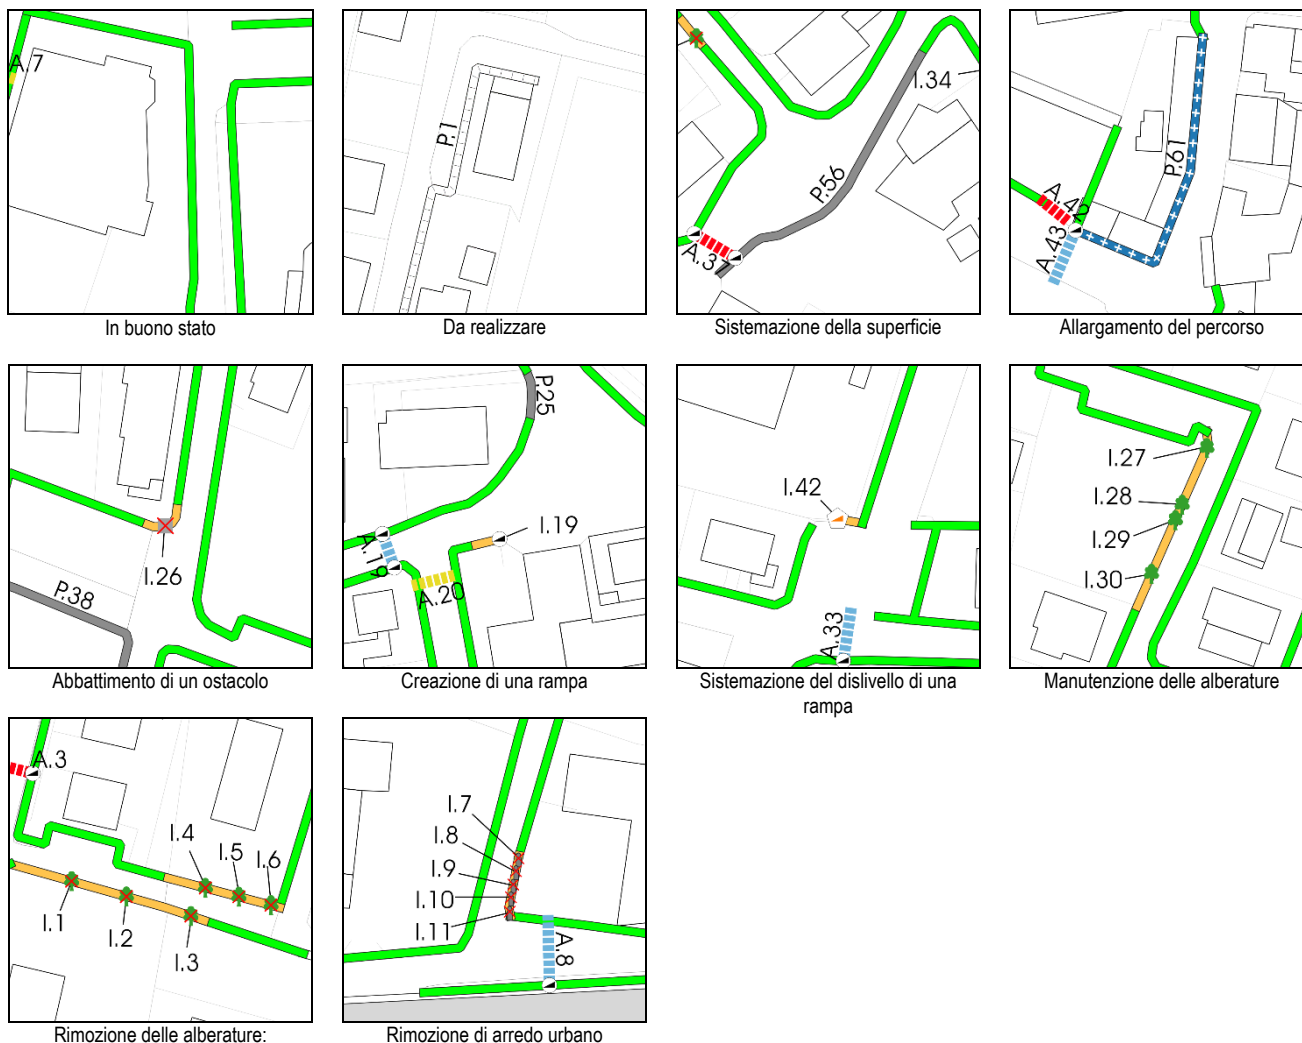 A.7
In buono stato
P.1
Da realizzare
I.34
P.56
A.37
Sistemazione della superficie
P.61
A.42
A.43
Allargamento del percorso
I.26
P.38
Abbattimento di un ostacolo
P.25
I.19
A.19
A.20
Creazione di una rampa
I.42
A.33
Sistemazione del dislivello di una
rampa
I.27
I.28
I.29
I.30
Manutenzione delle alberature
A.3
I.4
I.5
I.6
I.1
I.2
I.3
Rimozione delle alberature:
I.7
I.8
I.9
I.10
I.11
A.8
Rimozione di arredo urbano